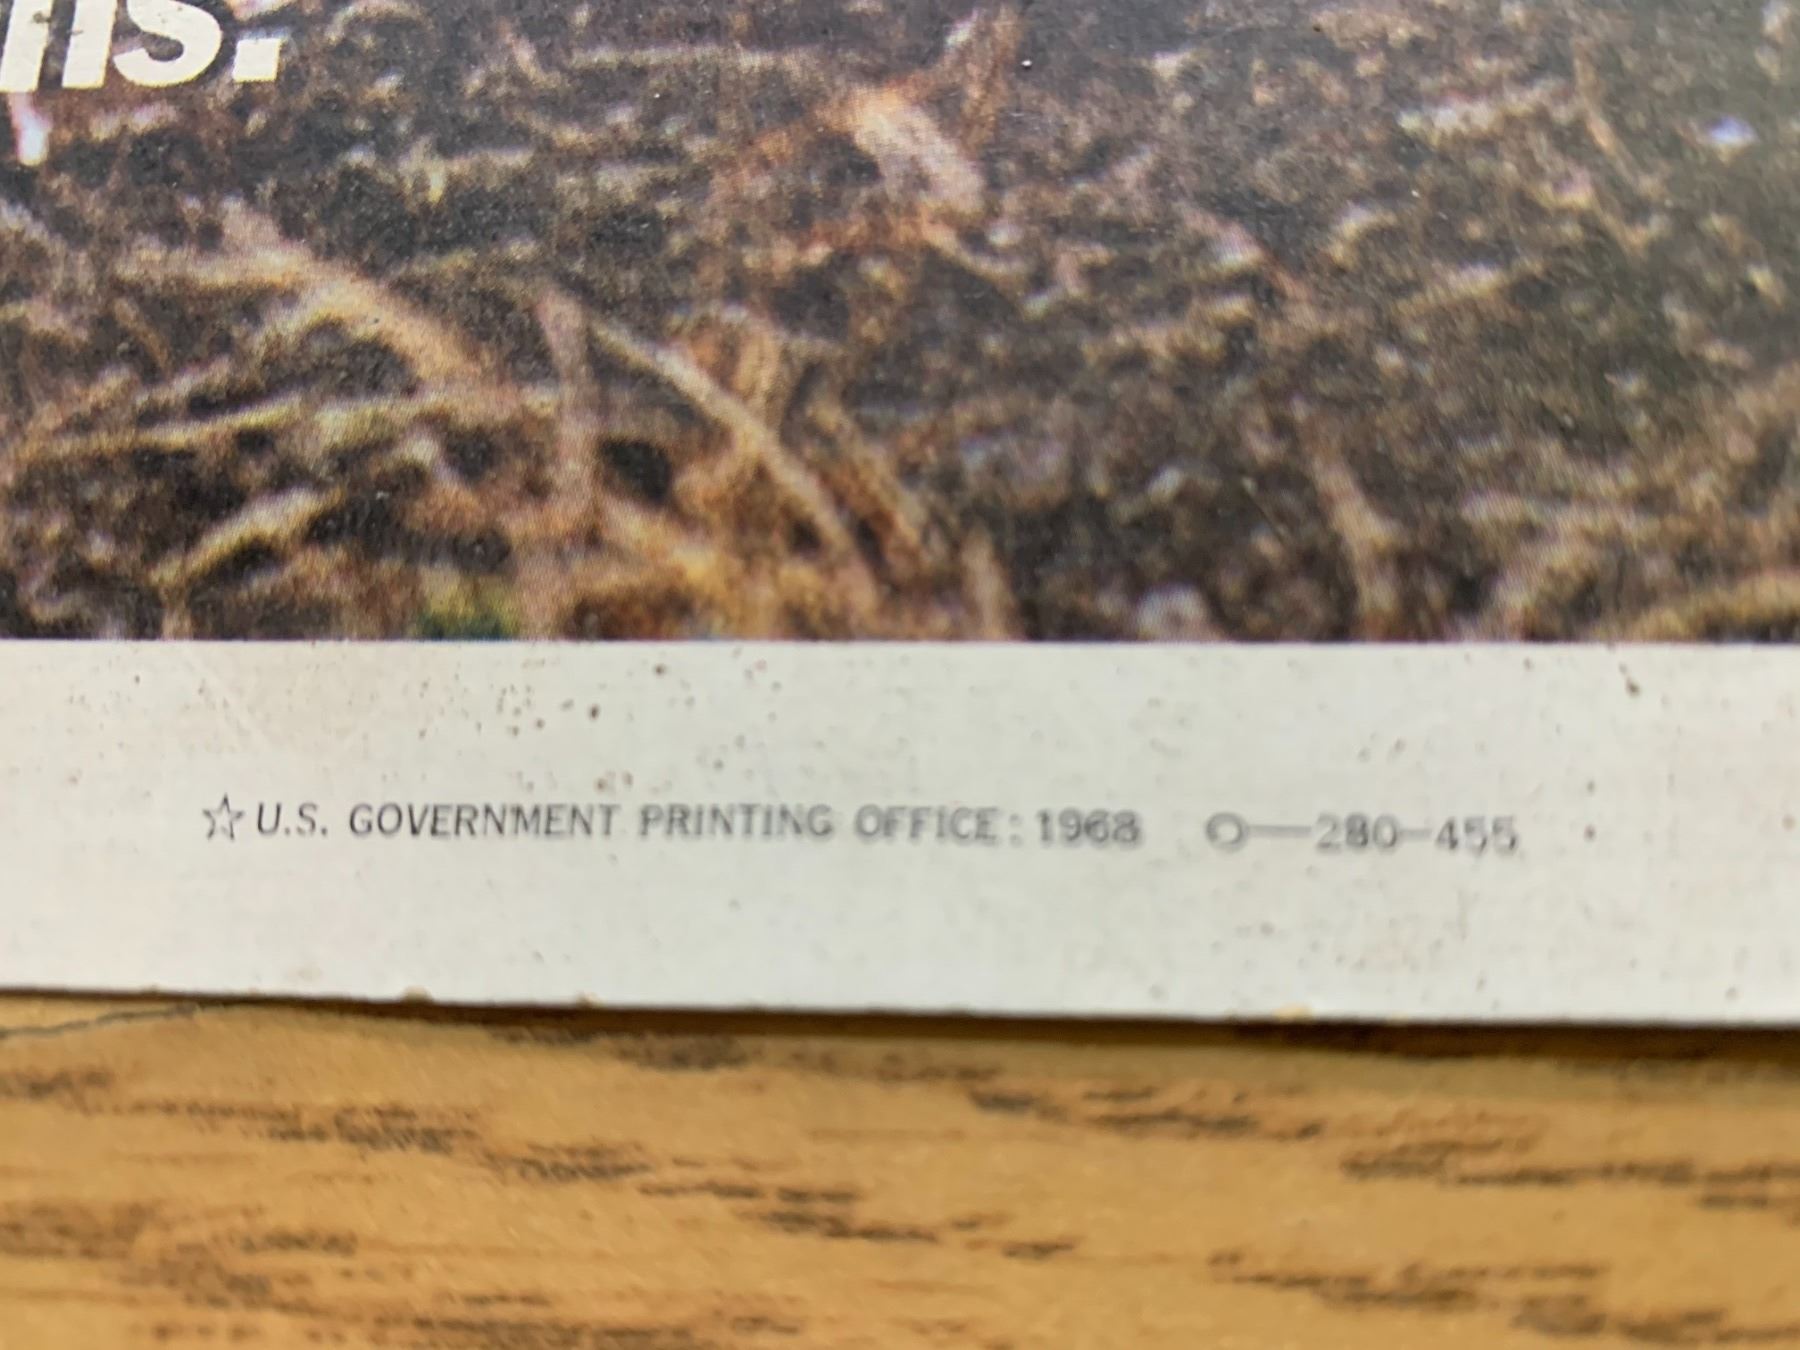 ☆ U.S. GOVERNMENT PRINTING OFFICE : 1968 O—280-455